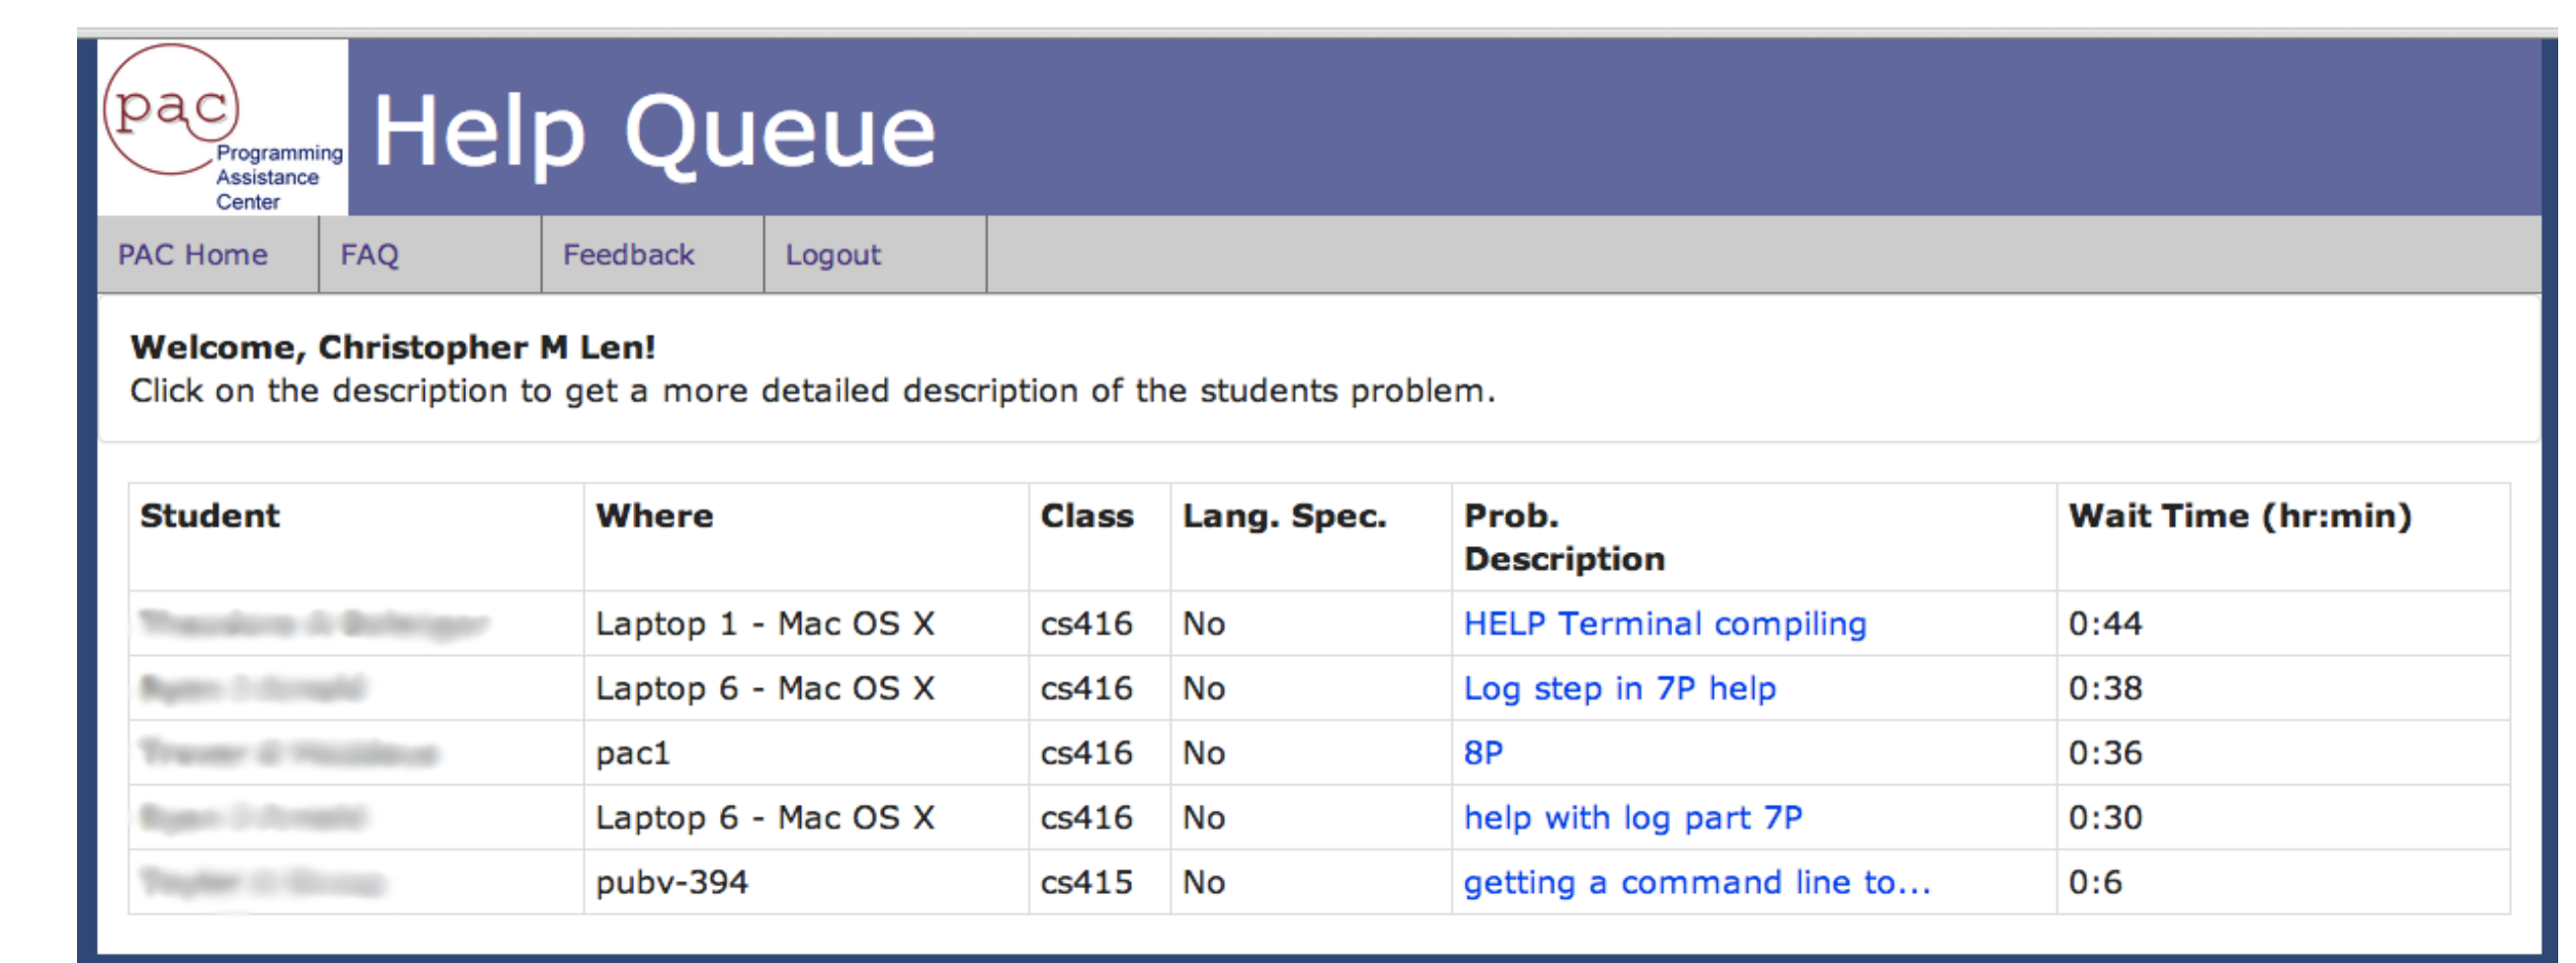 pac
Programming
Assistance
Center
Help Queue
PAC Home FAQ Feedback Logout
Welcome, Christopher M Len!
Click on the description to get a more detailed description of the students problem.
Student Where Class Lang. Spec. Prob. Description Wait Time (hr:min)
Laptop 1 - Mac OS X cs416 No HELP Terminal compiling 0:44
Laptop 6 - Mac OS X cs416 No Log step in 7P help 0:38
pac1 cs416 No 8P 0:36
Laptop 6 - Mac OS X cs416 No help with log part 7P 0:30
pubv-394 cs415 No getting a command line to... 0:6